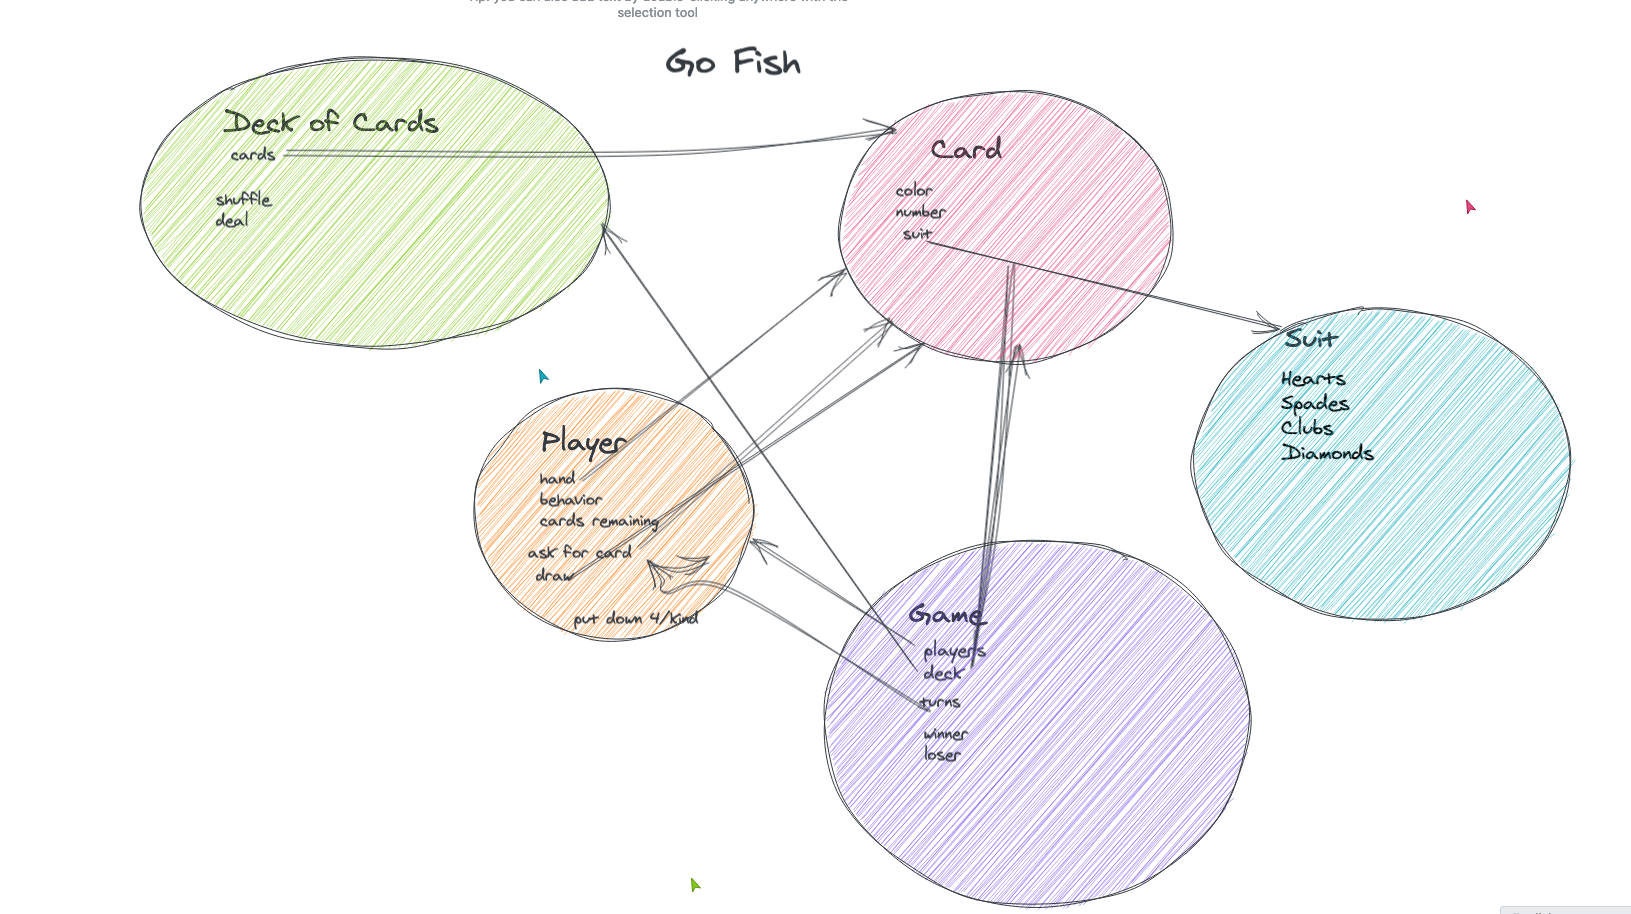 selection tool
Go Fish
Deck of Cards
cards
shuffle
deal
Card
color
number
suit
Suit
Hearts
Spades
Clubs
Diamonds
Player
hand
behavior
cards remaining
ask for card
draw
put down 4/kind
Game
players
deck
turns
winner
loser